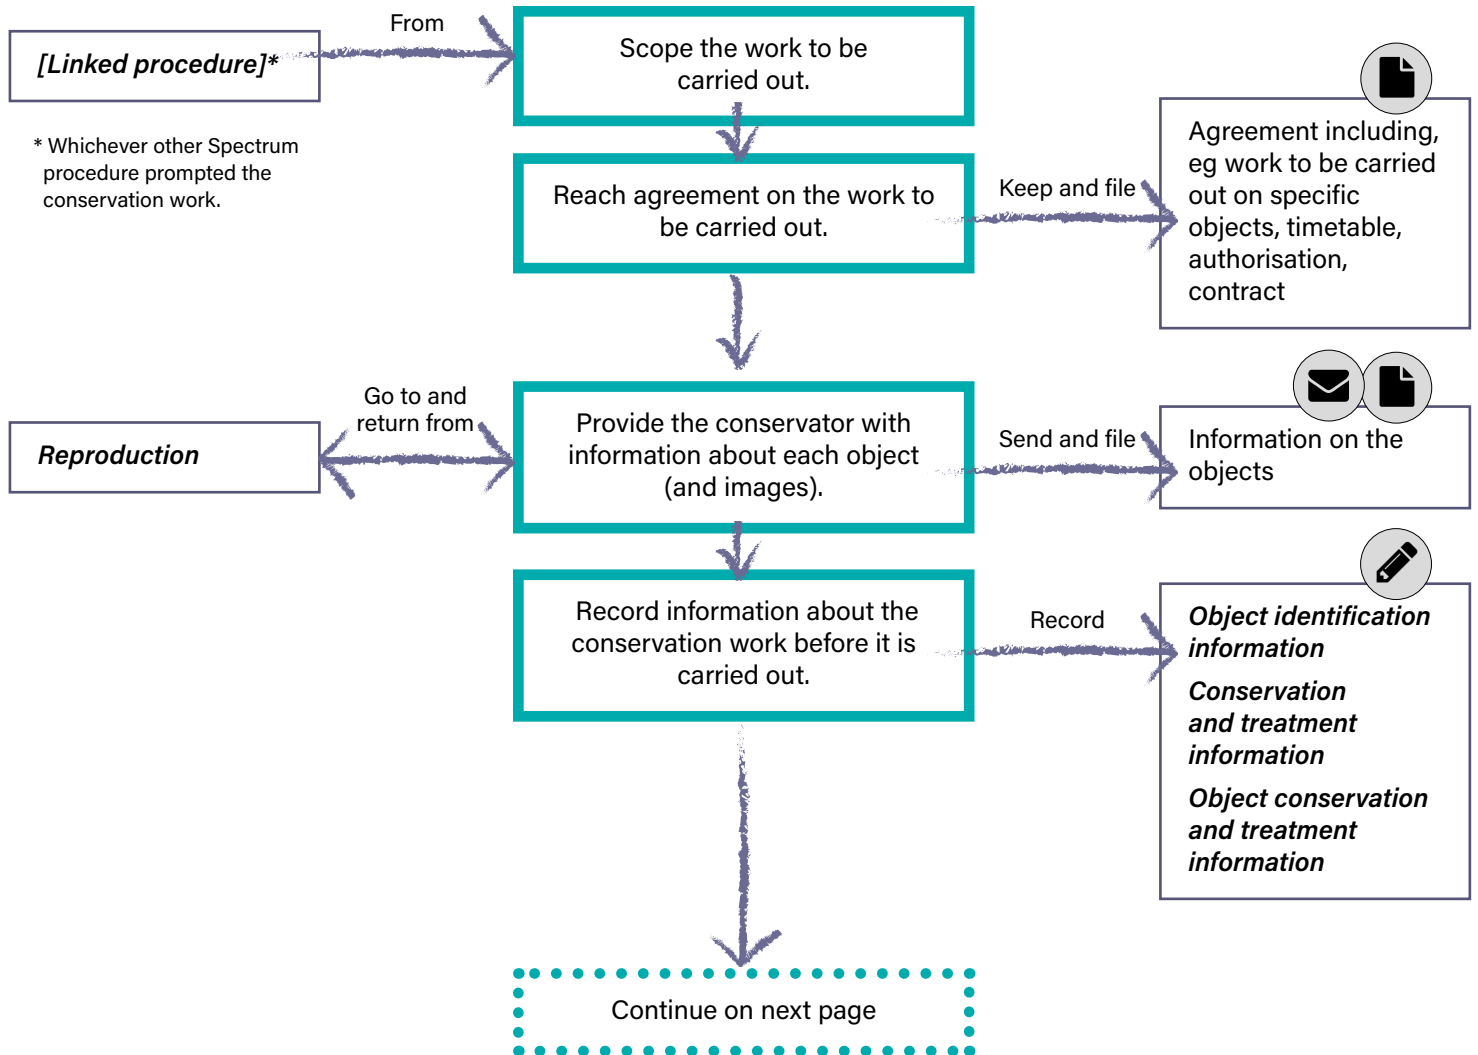 From
[Linked procedure]*
Scope the work to be
carried out.
* Whichever other Spectrum
procedure prompted the
conservation work.
Reach agreement on the work to
be carried out.
Keep and file
Agreement including,
eg work to be carried
out on specific
objects, timetable,
authorisation,
contract
Go to and
return from
Reproduction
Provide the conservator with
information about each object
(and images).
Send and file
Information on the
objects
Record information about the
conservation work before it is
carried out.
Record
Object identification
information
Conservation
and treatment
information
Object conservation
and treatment
information
Continue on next page